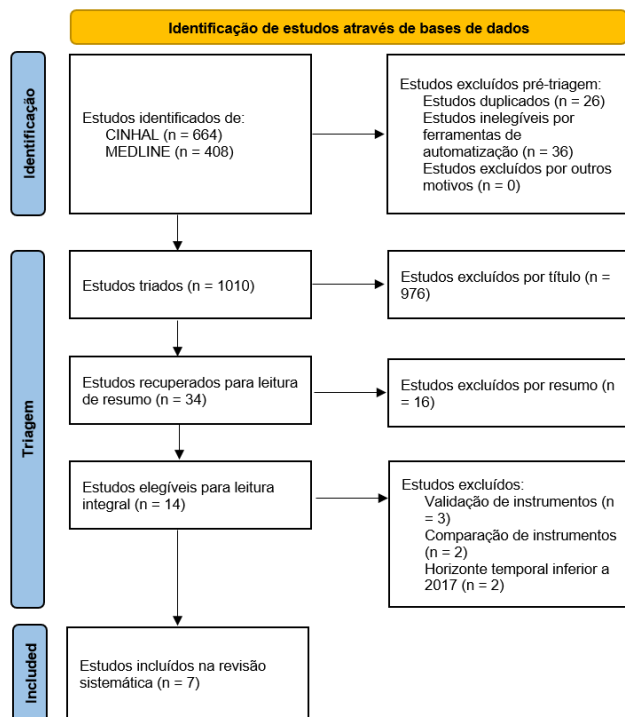 Identificação de estudos através de bases de dados
Identificação
Estudos identificados de:
CINHAL (n = 664)
MEDLINE (n = 408)
Estudos excluídos pré-triagem:
Estudos duplicados (n = 26)
Estudos inelegíveis por
ferramentas de
automatização (n = 36)
Estudos excluídos por outros
motivos (n = 0)
Triagem
Estudos triados (n = 1010)
Estudos excluídos por título (n =
976)
Estudos recuperados para leitura
de resumo (n = 34)
Estudos excluídos por resumo (n
= 16)
Estudos elegíveis para leitura
integral (n = 14)
Estudos excluídos:
Validação de instrumentos (n
= 3)
Comparação de instrumentos
(n = 2)
Horizonte temporal inferior a
2017 (n = 2)
Included
Estudos incluídos na revisão
sistemática (n = 7)